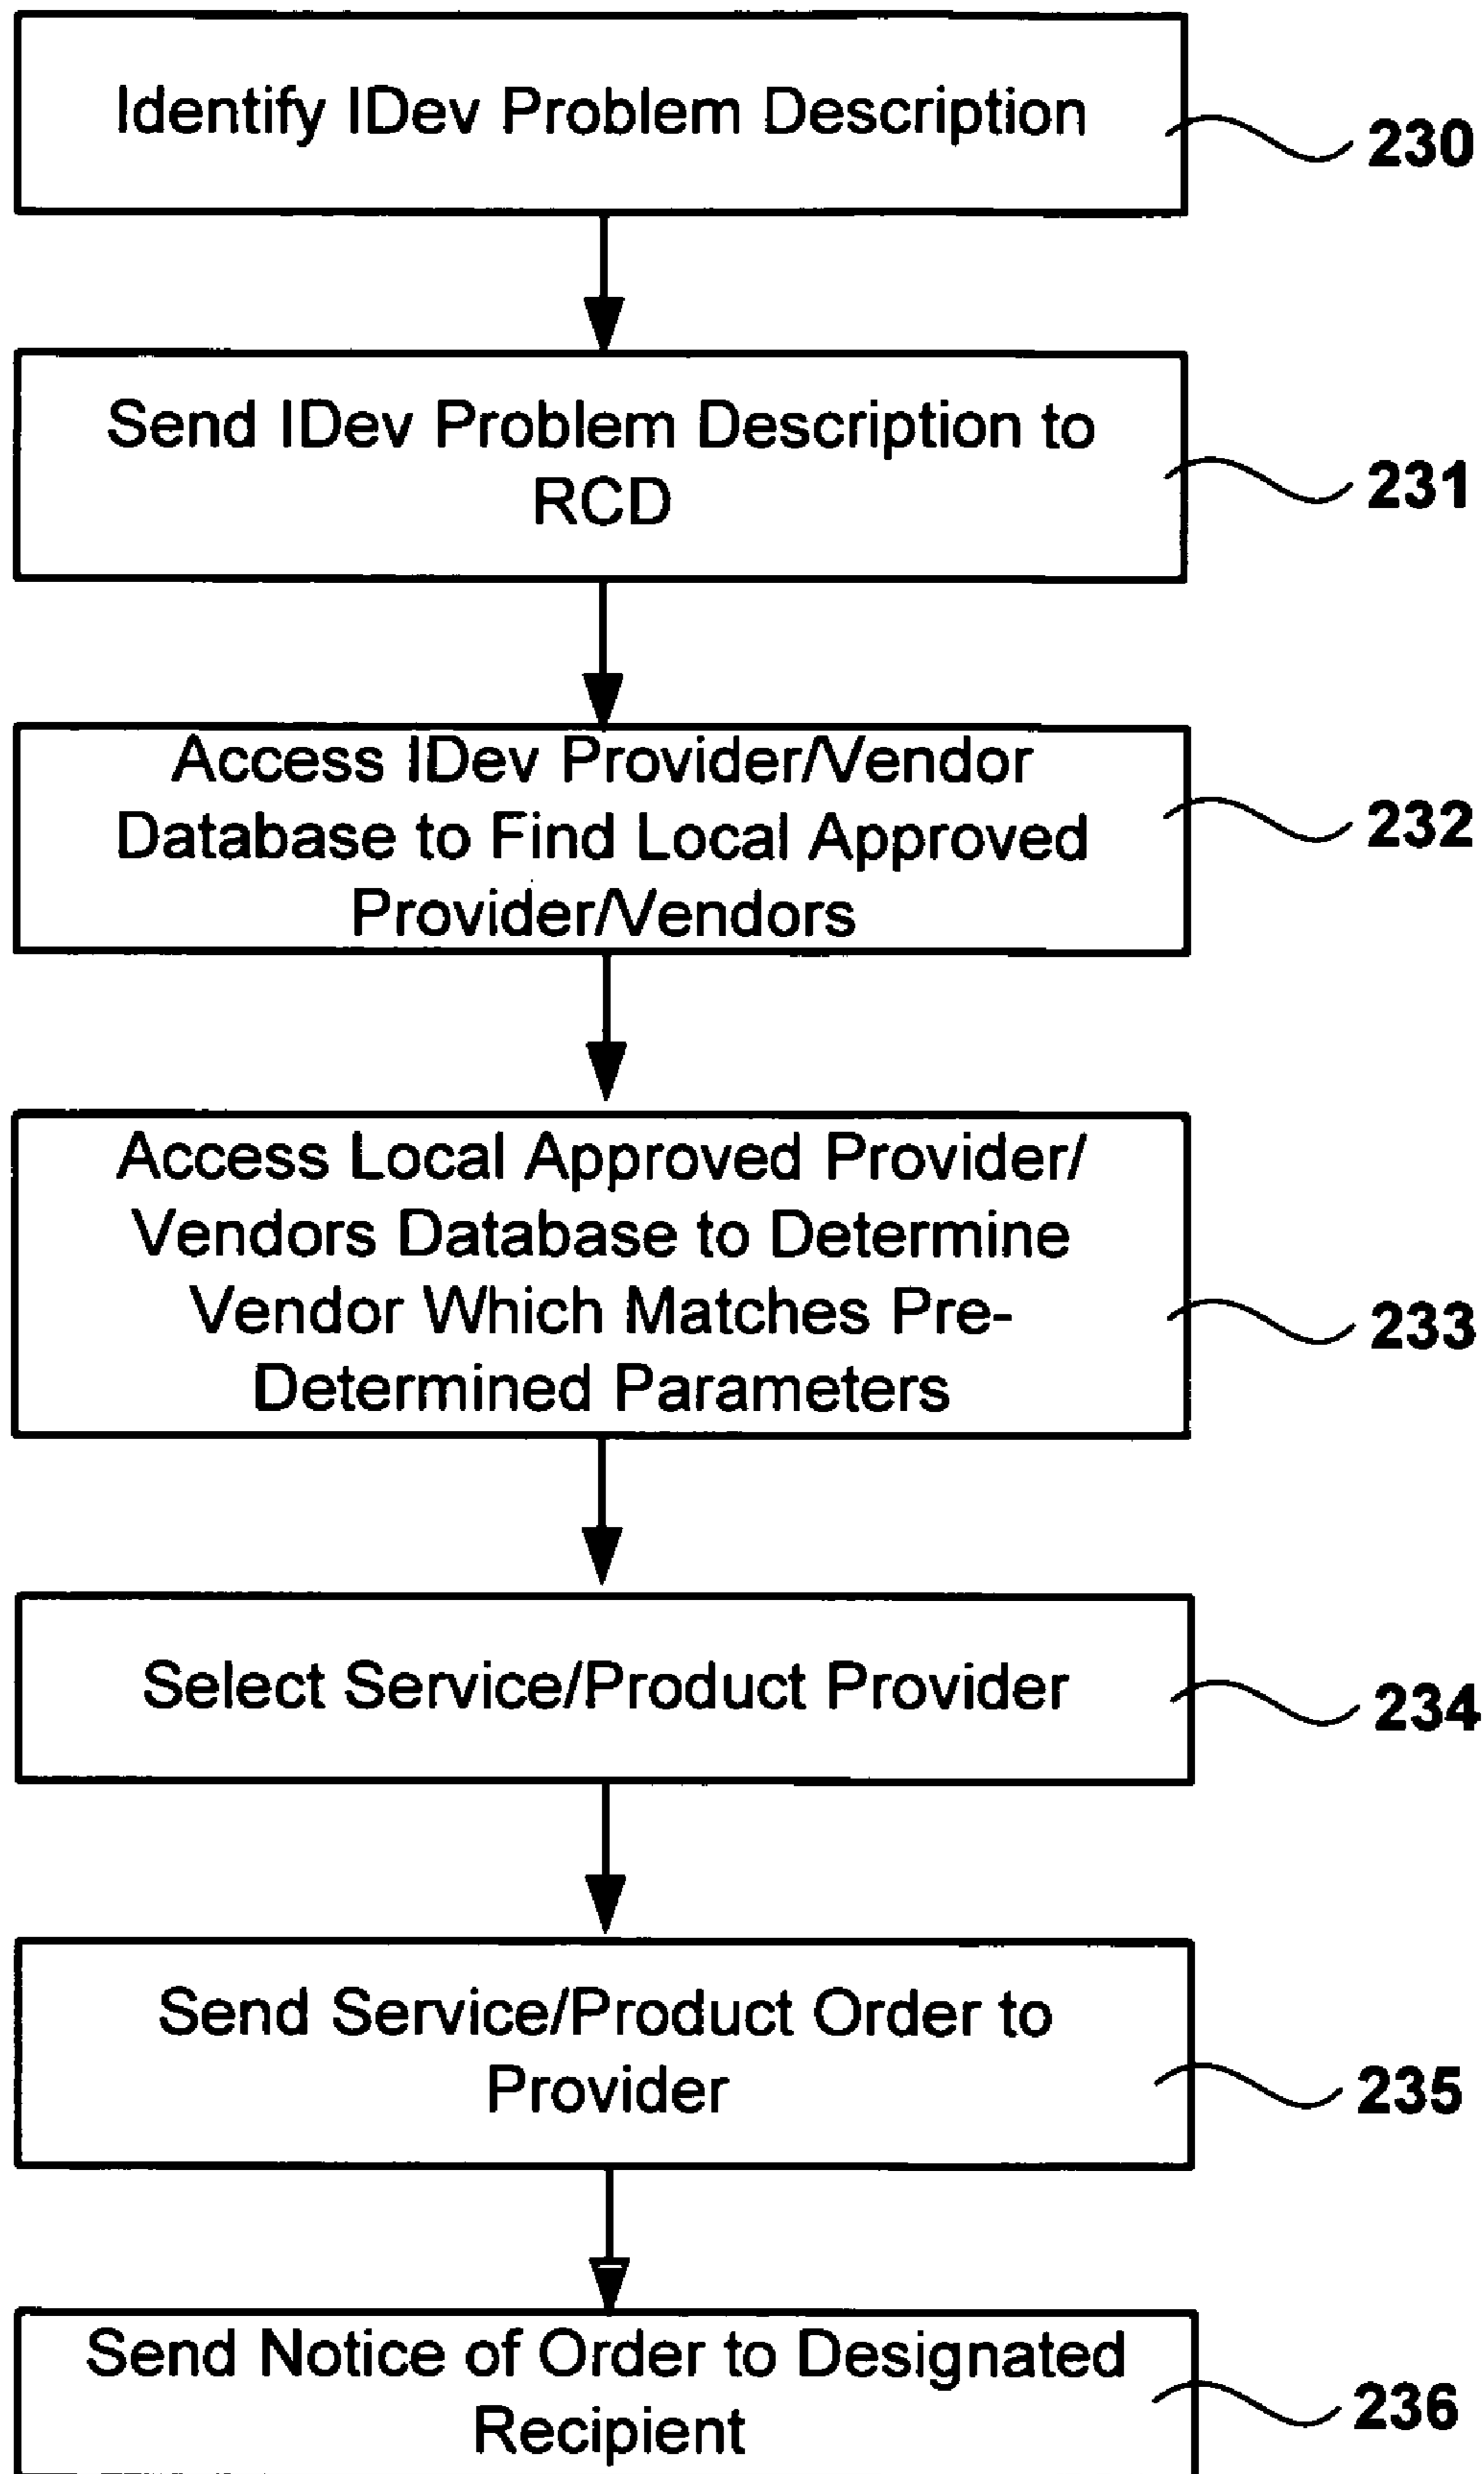 Identify IDev Problem Description
230
Send IDev Problem Description to
RCD
231
Access IDev Provider/Vendor
Database to Find Local Approved
Provider/Vendors
232
Access Local Approved Provider/
Vendors Database to Determine
Vendor Which Matches Pre-
Determined Parameters
233
Select Service/Product Provider
234
Send Service/Product Order to
Provider
235
Send Notice of Order to Designated
Recipient
236